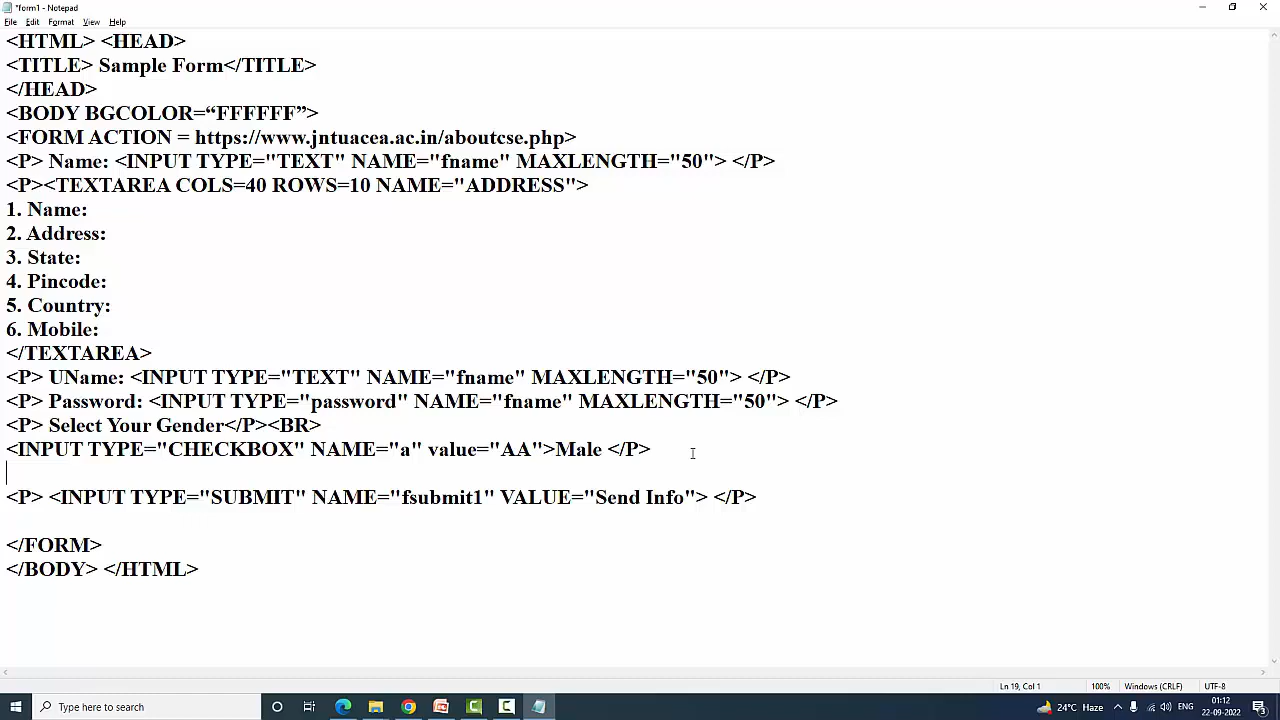 *form1 - Notepad
File Edit Format View Help
<HTML> <HEAD>
<TITLE> Sample Form</TITLE>
</HEAD>
<BODY BGCOLOR=“FFFFFF”>
<FORM ACTION = https://www.jntuacea.ac.in/aboutcse.php>
<P> Name: <INPUT TYPE="TEXT" NAME="fname" MAXLENGTH="50"> </P>
<P><TEXTAREA COLS=40 ROWS=10 NAME="ADDRESS">
1. Name:
2. Address:
3. State:
4. Pincode:
5. Country:
6. Mobile:
</TEXTAREA>
<P> UName: <INPUT TYPE="TEXT" NAME="fname" MAXLENGTH="50"> </P>
<P> Password: <INPUT TYPE="password" NAME="fname" MAXLENGTH="50"> </P>
<P> Select Your Gender</P><BR>
<INPUT TYPE="CHECKBOX" NAME="a" value="AA">Male </P>
<P> <INPUT TYPE="SUBMIT" NAME="fsubmit1" VALUE="Send Info"> </P>
</FORM>
</BODY> </HTML>
Ln 19, Col 1 100% Windows (CRLF) UTF-8
Type here to search 24°C Haze ENG 01:12
22-09-2022